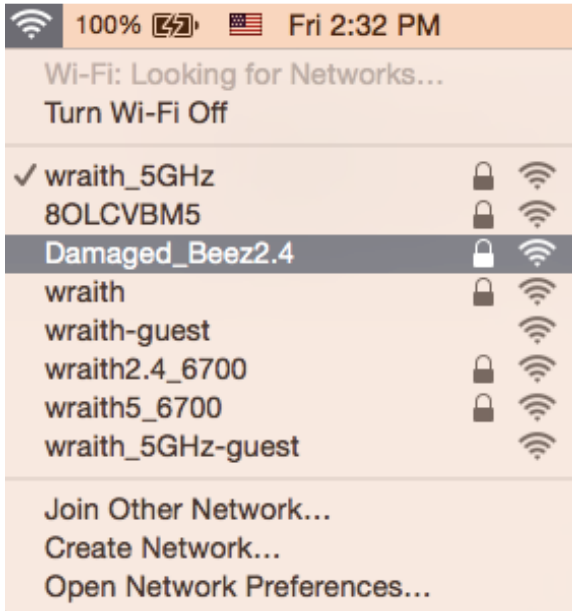 100% Fri 2:32 PM
Wi-Fi: Looking for Networks...
Turn Wi-Fi Off
wraith_5GHz
8OLCVBM5
Damaged_Beez2.4
wraith
wraith-guest
wraith2.4_6700
wraith5_6700
wraith_5GHz-guest
Join Other Network...
Create Network...
Open Network Preferences...